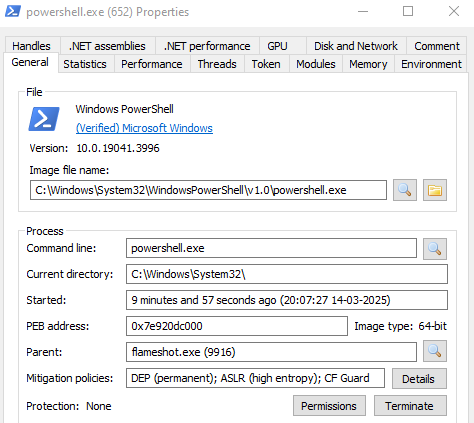 powershell.exe (652) Properties
Handles .NET assemblies .NET performance GPU Disk and Network Comment
General Statistics Performance Threads Token Modules Memory Environment
File
Windows PowerShell
(Verified) Microsoft Windows
Version: 10.0.19041.3996
Image file name:
C:\Windows\System32\WindowsPowerShell\v1.0\powershell.exe
Process
Command line: powershell.exe
Current directory: C:\Windows\System32\
Started: 9 minutes and 57 seconds ago (20:07:27 14-03-2025)
PEB address: 0x7e920dc000 Image type: 64-bit
Parent: flameshot.exe (9916)
Mitigation policies: DEP (permanent); ASLR (high entropy); CF Guard Details
Protection: None Permissions Terminate